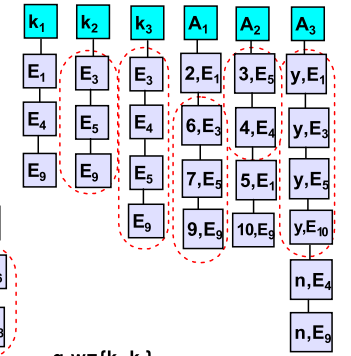 k₁ k₂ k₃ A₁ A₂ A₃
E₁ E₃ E₃ 2,E₁ 3,E₅ y,E₁
E₄ E₅ E₄ 6,E₃ 4,E₄ y,E₃
E₉ E₉ E₅ 7,E₅ 5,E₁ y,E₅
E₉ 9,E₉ 10,E₉ y,E₁₀
n,E₄
n,E₉